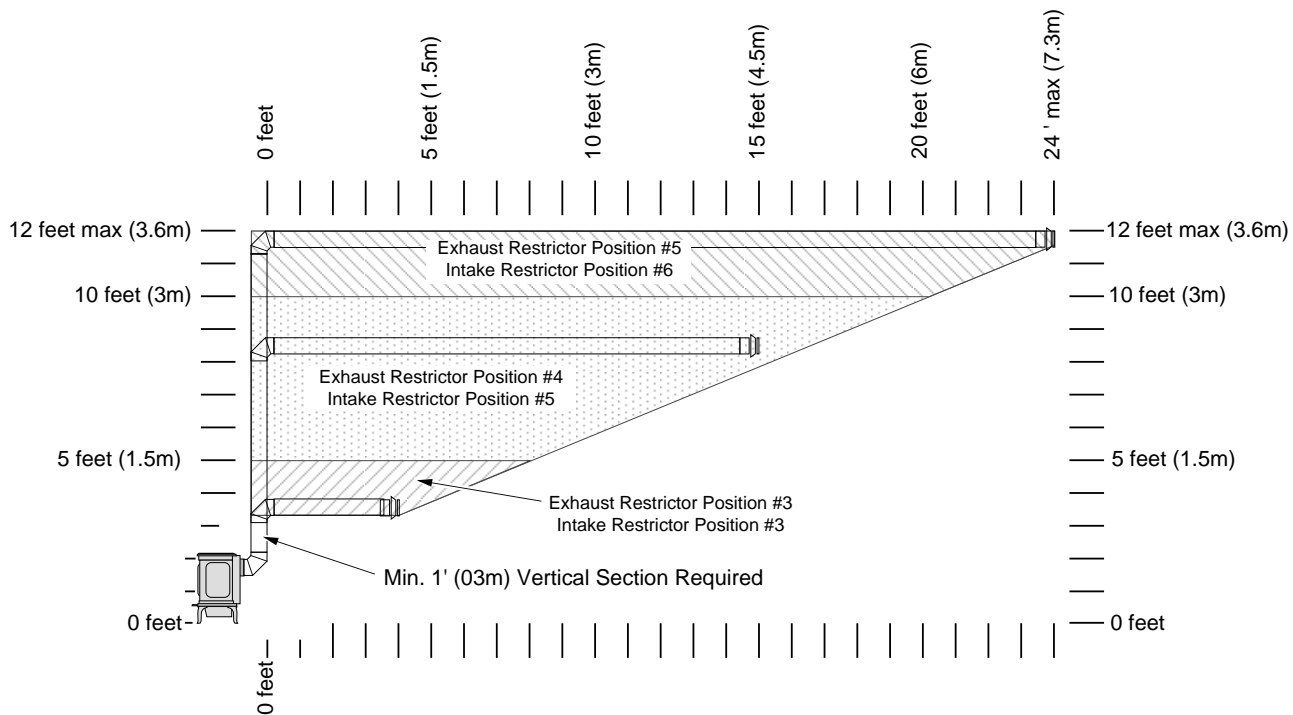 0 feet
5 feet (1.5m)
10 feet (3m)
15 feet (4.5m)
20 feet (6m)
24 ' max (7.3m)
12 feet max (3.6m)
12 feet max (3.6m)
Exhaust Restrictor Position #5
Intake Restrictor Position #6
10 feet (3m)
10 feet (3m)
Exhaust Restrictor Position #4
Intake Restrictor Position #5
5 feet (1.5m)
5 feet (1.5m)
Exhaust Restrictor Position #3
Intake Restrictor Position #3
Min. 1' (03m) Vertical Section Required
0 feet
0 feet
0 feet